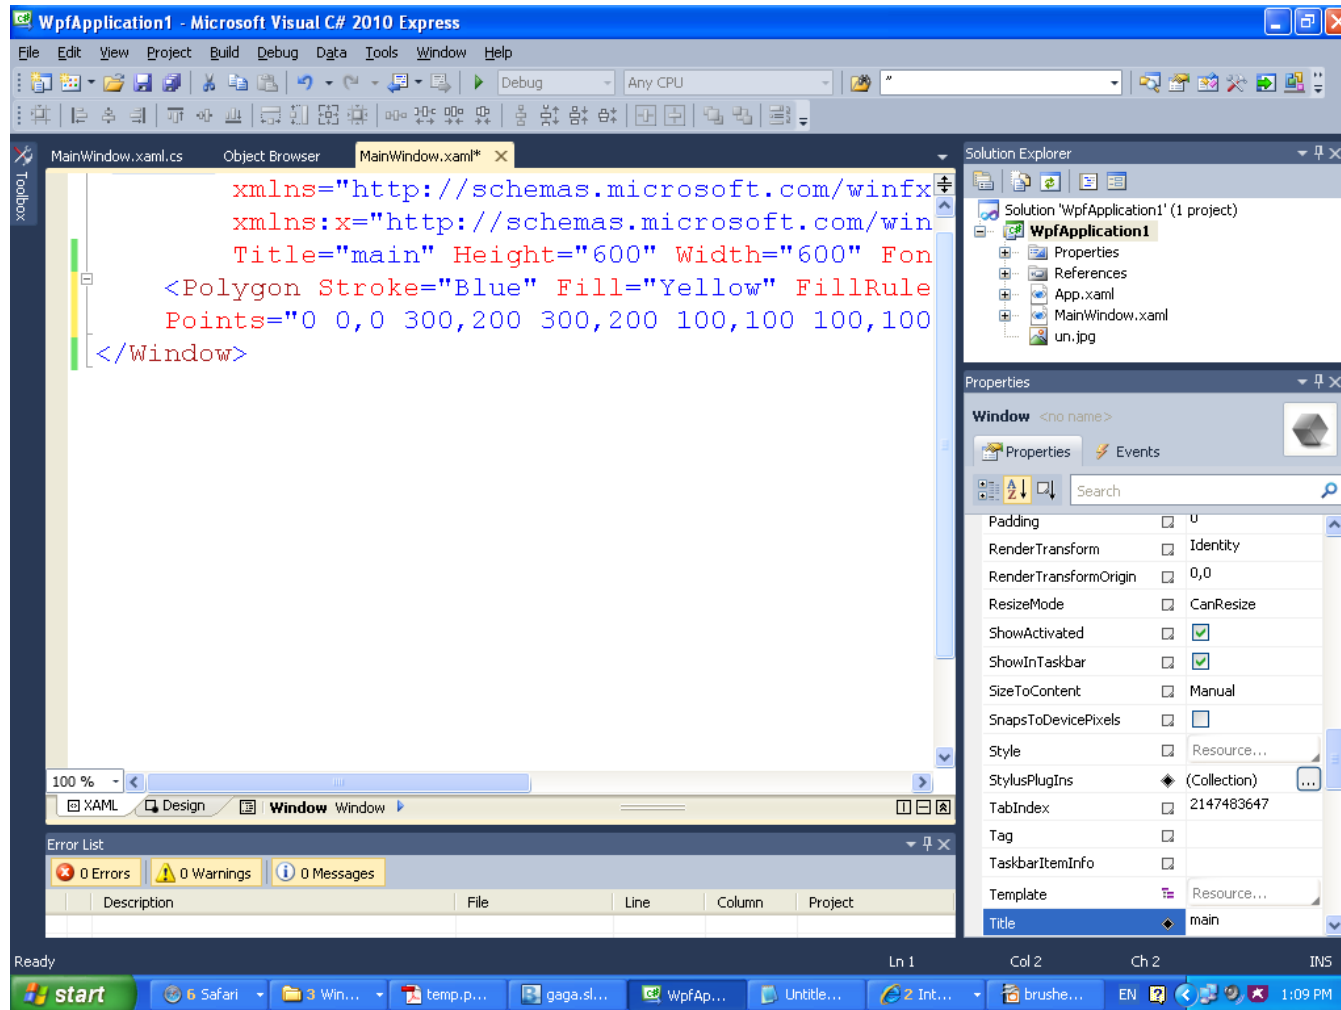 WpfApplication1 - Microsoft Visual C# 2010 Express
File Edit View Project Build Debug Data Tools Window Help
Debug Any CPU "
MainWindow.xaml.cs Object Browser MainWindow.xaml* X
Toolbox
xmlns="http://schemas.microsoft.com/winfx
xmlns:x="http://schemas.microsoft.com/win
Title="main" Height="600" Width="600" Fon
<Polygon Stroke="Blue" Fill="Yellow" FillRule
Points="0 0,0 300,200 300,200 100,100 100,100
</Window>
100 %
XAML Design Window Window
Error List
0 Errors 0 Warnings 0 Messages
Description File Line Column Project
Solution Explorer
Solution 'WpfApplication1' (1 project)
WpfApplication1
Properties
References
App.xaml
MainWindow.xaml
un.jpg
Properties
Window <no name>
Properties Events
Search
Padding 0
RenderTransform Identity
RenderTransformOrigin 0,0
ResizeMode CanResize
ShowActivated
ShowInTaskbar
SizeToContent Manual
SnapsToDevicePixels
Style Resource...
StylusPlugIns (Collection) ...
TabIndex 2147483647
Tag
TaskbarItemInfo
Template Resource...
Title main
Ready Ln 1 Col 2 Ch 2 INS
start 6 Safari 3 Win... temp.p... gaga.sl... WpfAp... Untitle... 2 Int... brushe... EN 1:09 PM